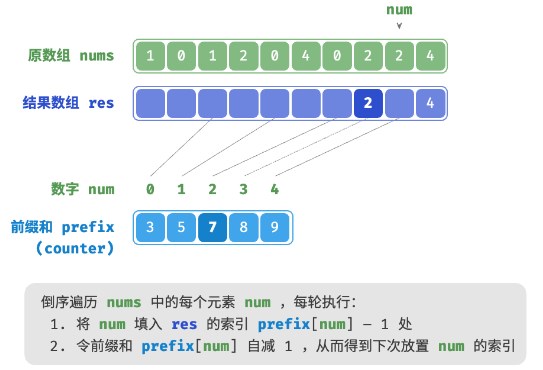 num
原数组 nums 1 0 1 2 0 4 0 2 2 4
结果数组 res 2 4
数字 num 0 1 2 3 4
前缀和 prefix 3 5 7 8 9
(counter)
倒序遍历 nums 中的每个元素 num ，每轮执行：
1. 将 num 填入 res 的索引 prefix[num] - 1 处
2. 令前缀和 prefix[num] 自减 1 ，从而得到下次放置 num 的索引